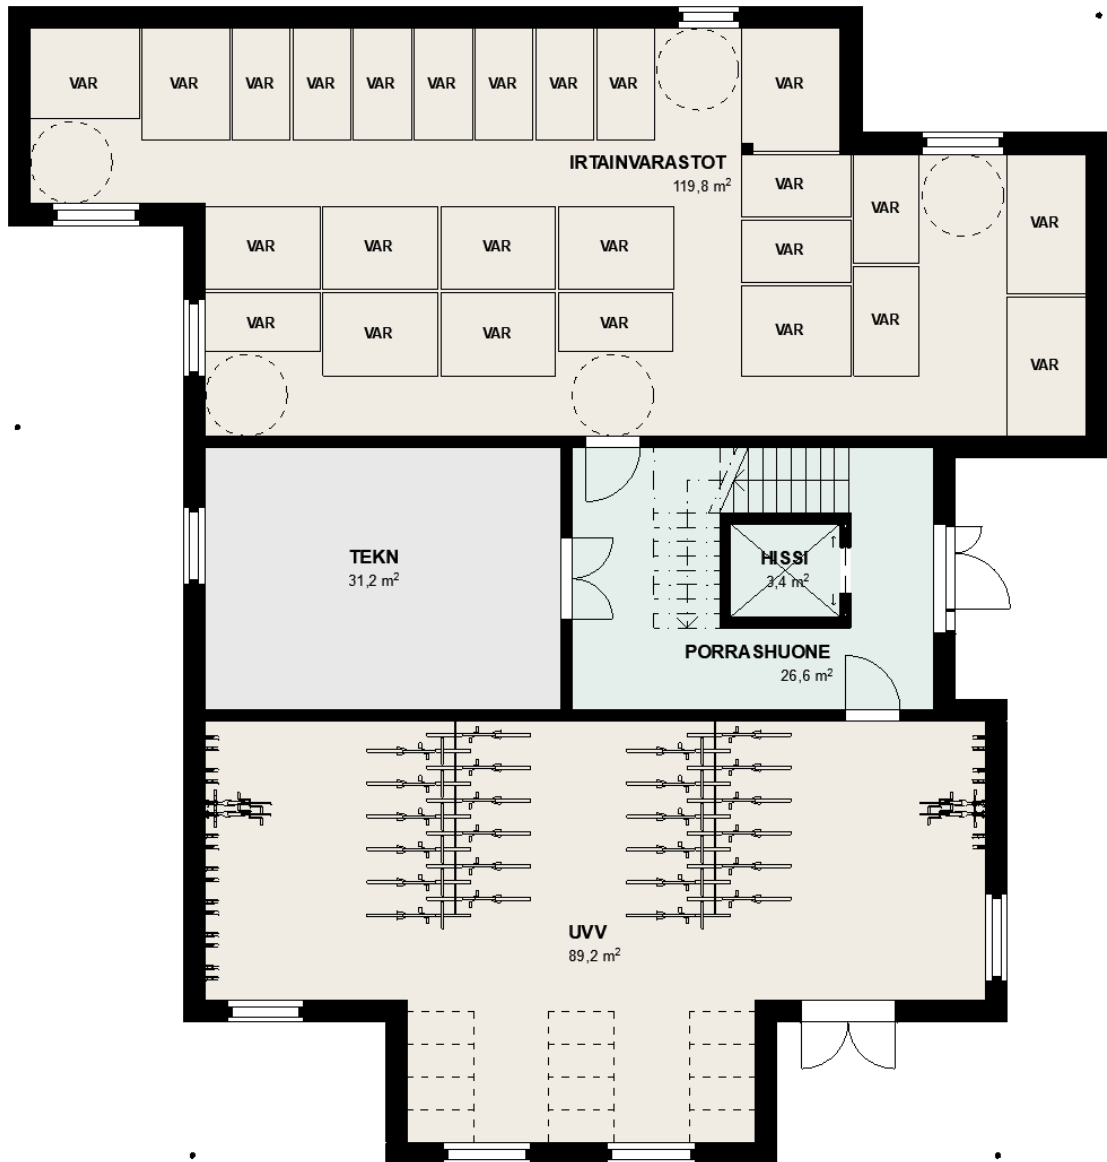 VAR VAR VAR VAR VAR VAR VAR VAR VAR VAR
IRTAINVARASTOT
119,8 m²
VAR
VAR
VAR
VAR VAR VAR VAR
VAR
VAR VAR VAR VAR
VAR
VAR
VAR
TEKN
31,2 m²
HISSI
3,4 m²
PORRASHUONE
26,6 m²
UVV
89,2 m²